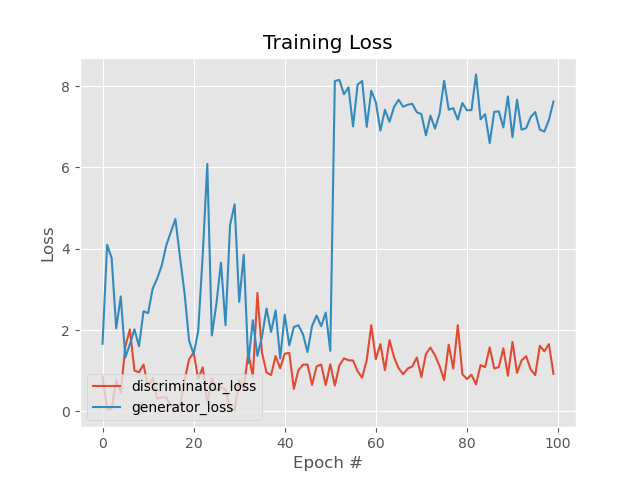 Training Loss
Loss
8
6
4
2
0
discriminator_loss
generator_loss
0 20 40 60 80 100
Epoch #